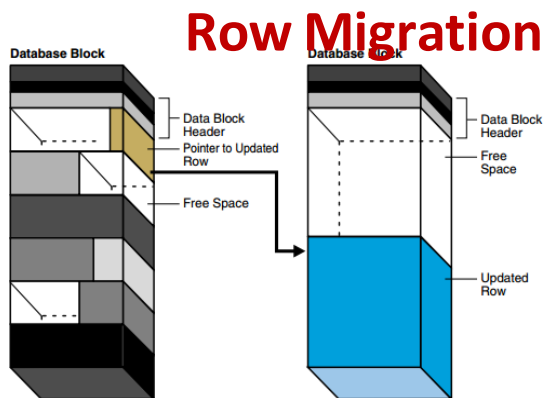 Row Migration
Database Block
Database Block
Data Block
Header
Pointer to Updated
Row
Free Space
Data Block
Header
Free
Space
Updated
Row